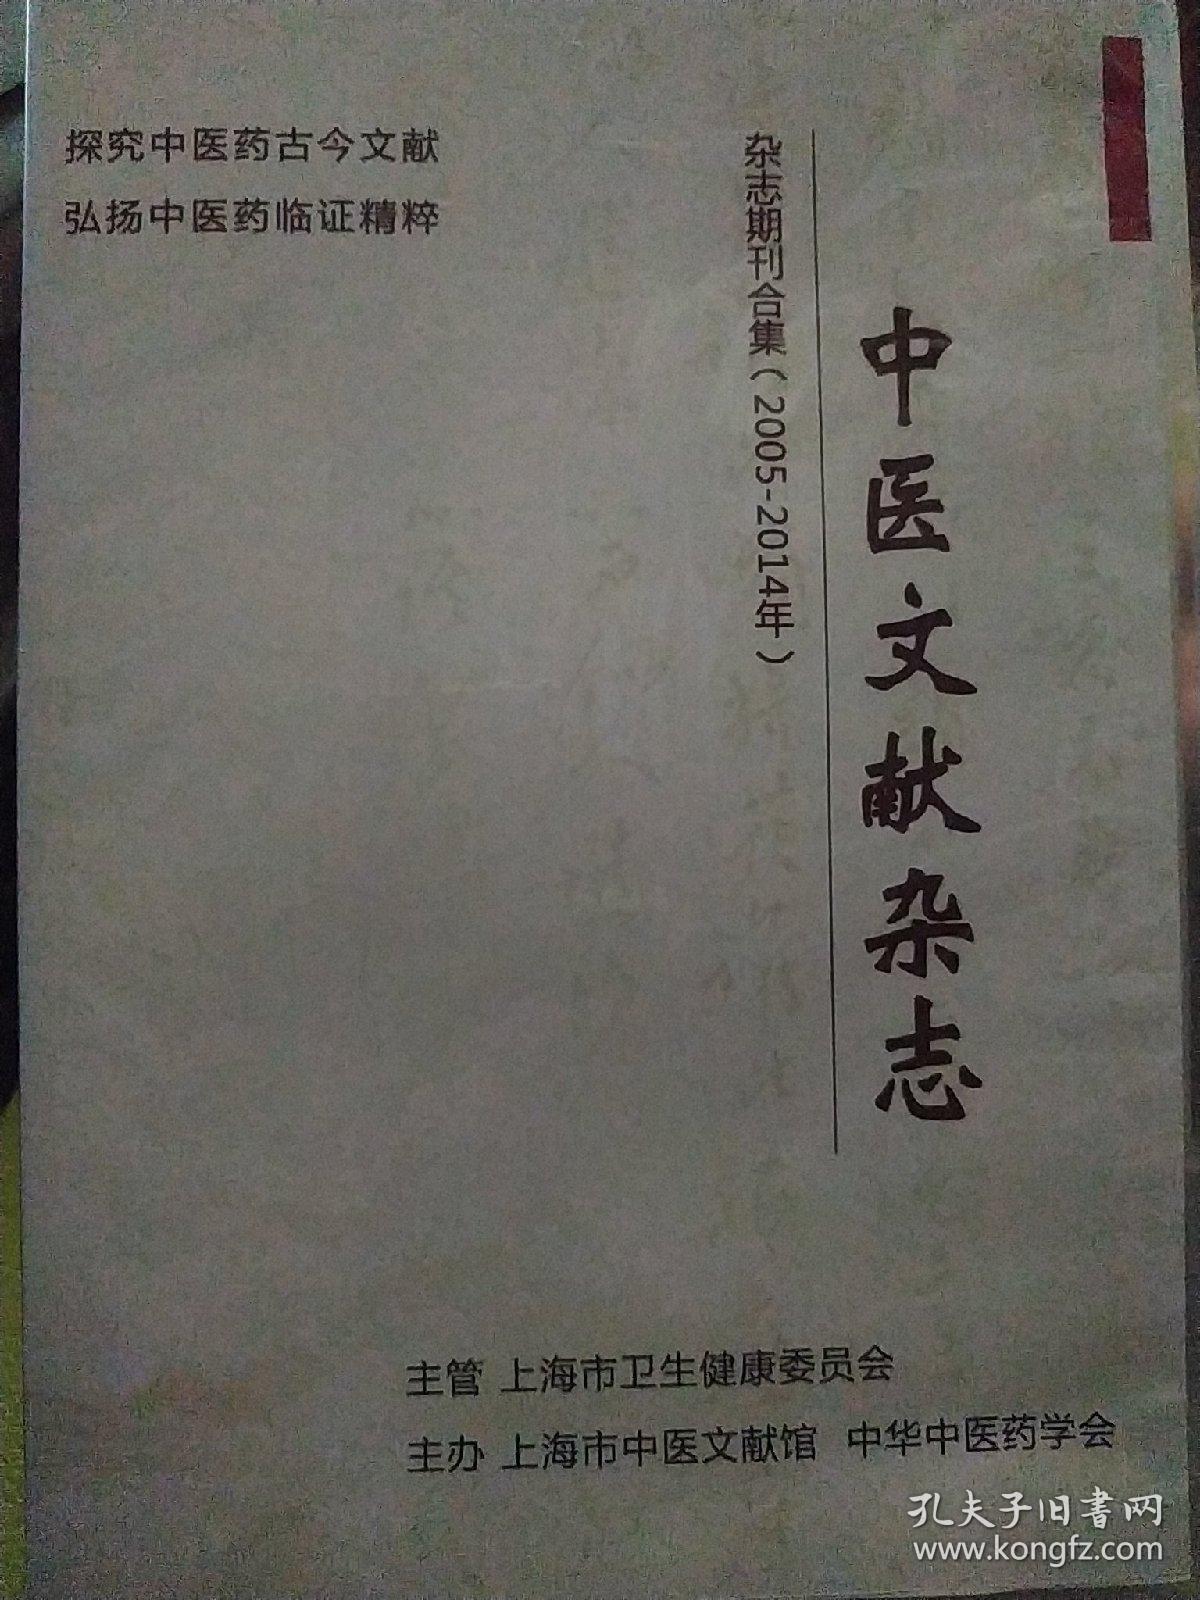 探究中医药古今文献
弘扬中医药临证精粹
中医文献杂志
杂志期刊合集（2005-2014年）
主管 上海市卫生健康委员会
主办 上海市中医文献馆 中华中医药学会
孔夫子旧书网
www.kongfz.com